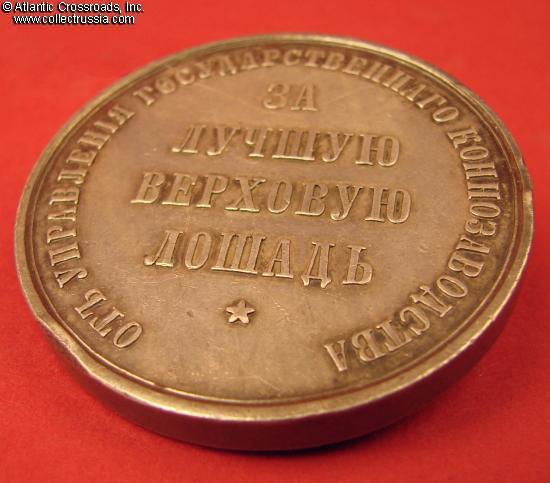 © Atlantic Crossroads, Inc.
www.collectrussia.com
ОТЪ УПРАВЛЕНІЯ ГОСУДАРСТВЕННАГО КОННОЗАВОДСТВА
ЗА
ЛУЧШУЮ
ВЕРХОВУЮ
ЛОШАДЬ